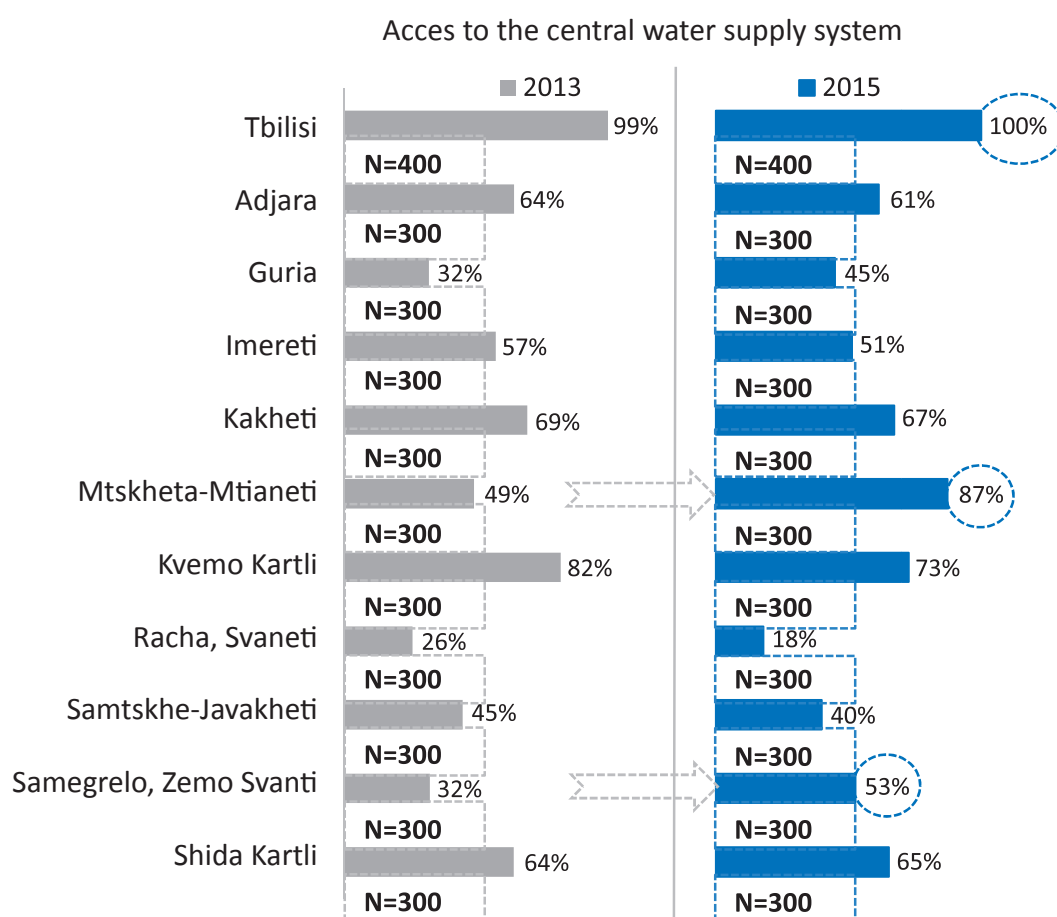 Acces to the central water supply system
2013 2015
Tbilisi 99% 100%
N=400 N=400
Adjara 64% 61%
N=300 N=300
Guria 32% 45%
N=300 N=300
Imereti 57% 51%
N=300 N=300
Kakheti 69% 67%
N=300 N=300
Mtskheta-Mtianeti 49% 87%
N=300 N=300
Kvemo Kartli 82% 73%
N=300 N=300
Racha, Svaneti 26% 18%
N=300 N=300
Samtskhe-Javakheti 45% 40%
N=300 N=300
Samegrelo, Zemo Svanti 32% 53%
N=300 N=300
Shida Kartli 64% 65%
N=300 N=300